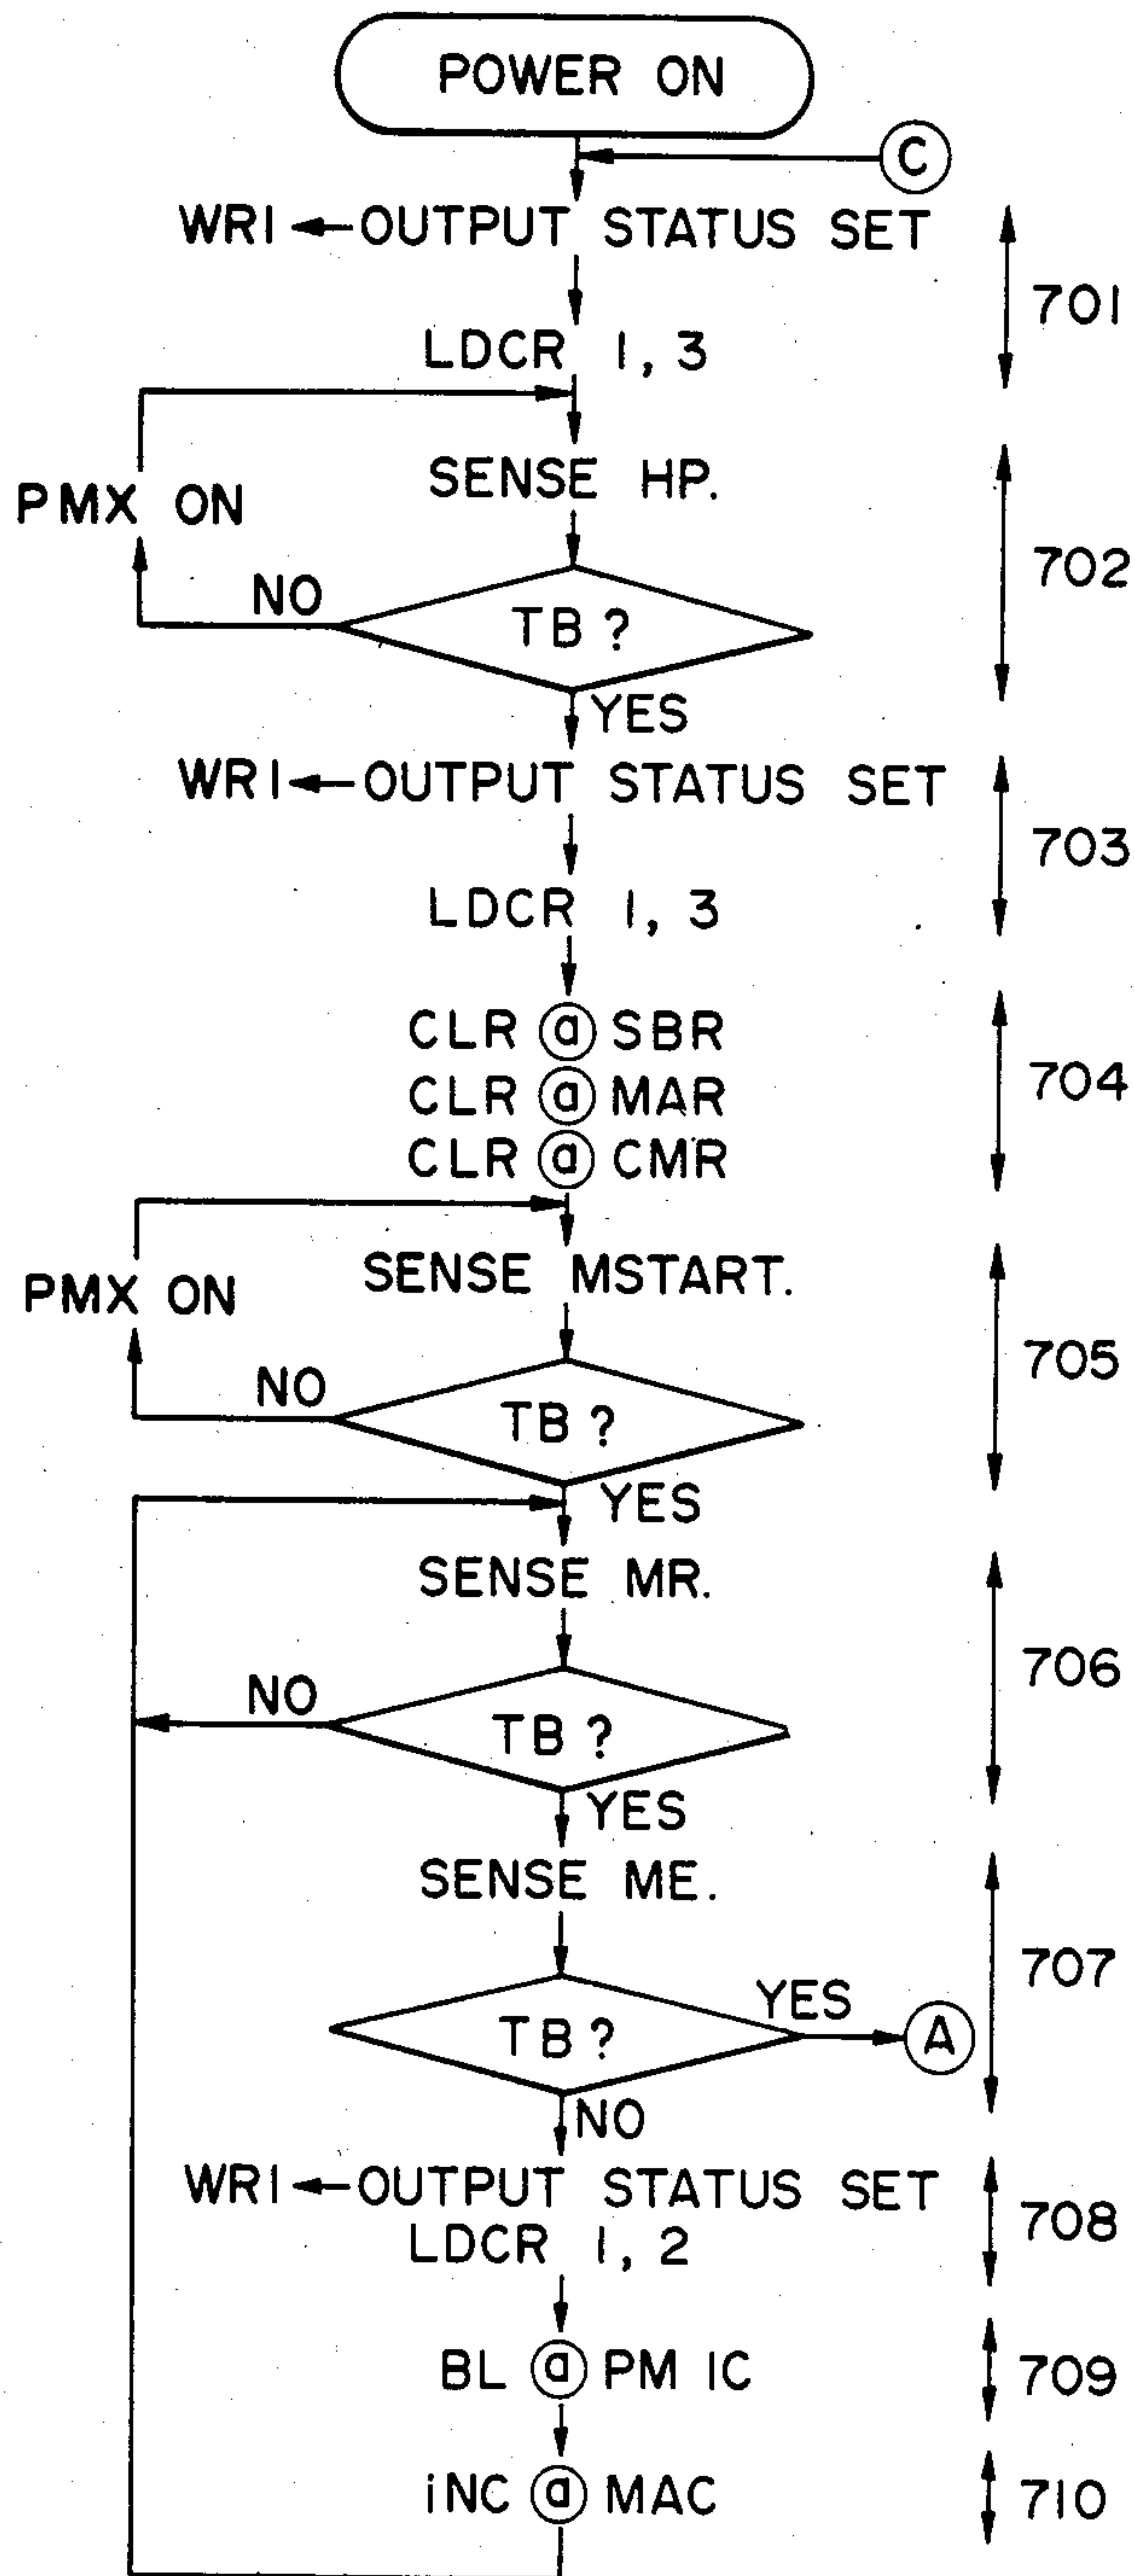 POWER ON
C
WR1 ← OUTPUT STATUS SET
701
LDCR 1, 3
SENSE HP.
PMX ON
702
NO
TB ?
YES
WR1 ← OUTPUT STATUS SET
703
LDCR 1, 3
CLR @ SBR
CLR @ MAR
704
CLR @ CMR
SENSE MSTART.
PMX ON
705
NO
TB ?
YES
SENSE MR.
706
NO
TB ?
YES
SENSE ME.
707
YES
TB ?
A
NO
WR1 ← OUTPUT STATUS SET
708
LDCR 1, 2
BL @ PM IC
709
iNC @ MAC
710